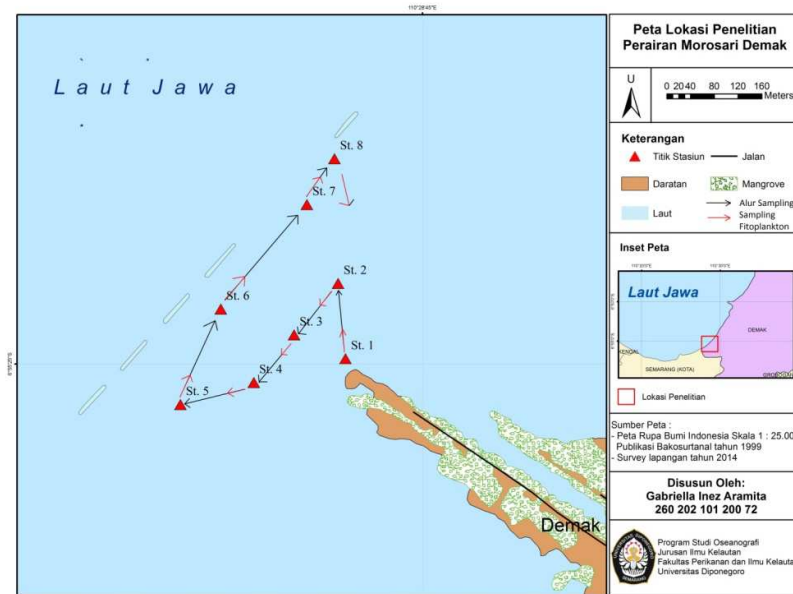 110°28'45"E
Laut Jawa
St. 8
St. 7
St. 2
St. 6
St. 3
St. 1
St. 4
St. 5
Demak
Peta Lokasi Penelitian
Perairan Morosari Demak
U
0 20 40 80 120 160
Meters
Keterangan
Titik Stasiun
Jalan
Daratan
Mangrove
Laut
Alur Sampling
Sampling
Fitoplankton
Inset Peta
Laut Jawa
DEMAK
KENDAL
SEMARANG (KOTA)
Lokasi Penelitian
Sumber Peta :
- Peta Rupa Bumi Indonesia Skala 1 : 25.00
Publikasi Bakosurtanal tahun 1999
- Survey lapangan tahun 2014
Disusun Oleh:
Gabriella Inez Aramita
260 202 101 200 72
Program Studi Oseanografi
Jurusan Ilmu Kelautan
Fakultas Perikanan dan Ilmu Kelauta
Universitas Diponegoro